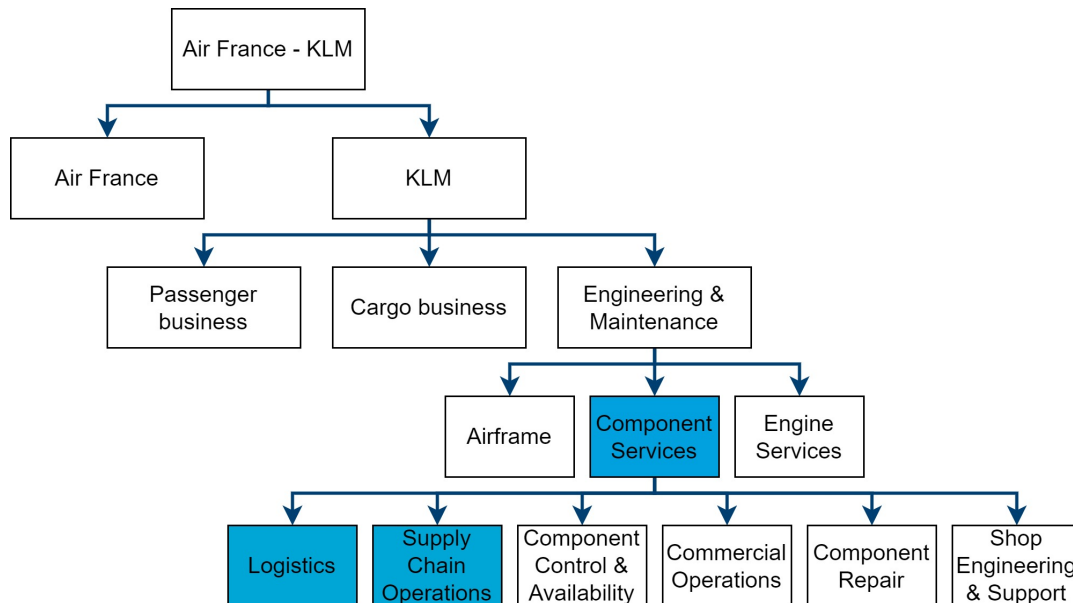 Air France - KLM
Air France
KLM
Passenger
business
Cargo business
Engineering &
Maintenance
Airframe
Component
Services
Engine
Services
Logistics
Supply
Chain
Operations
Component
Control &
Availability
Commercial
Operations
Component
Repair
Shop
Engineering
& Support